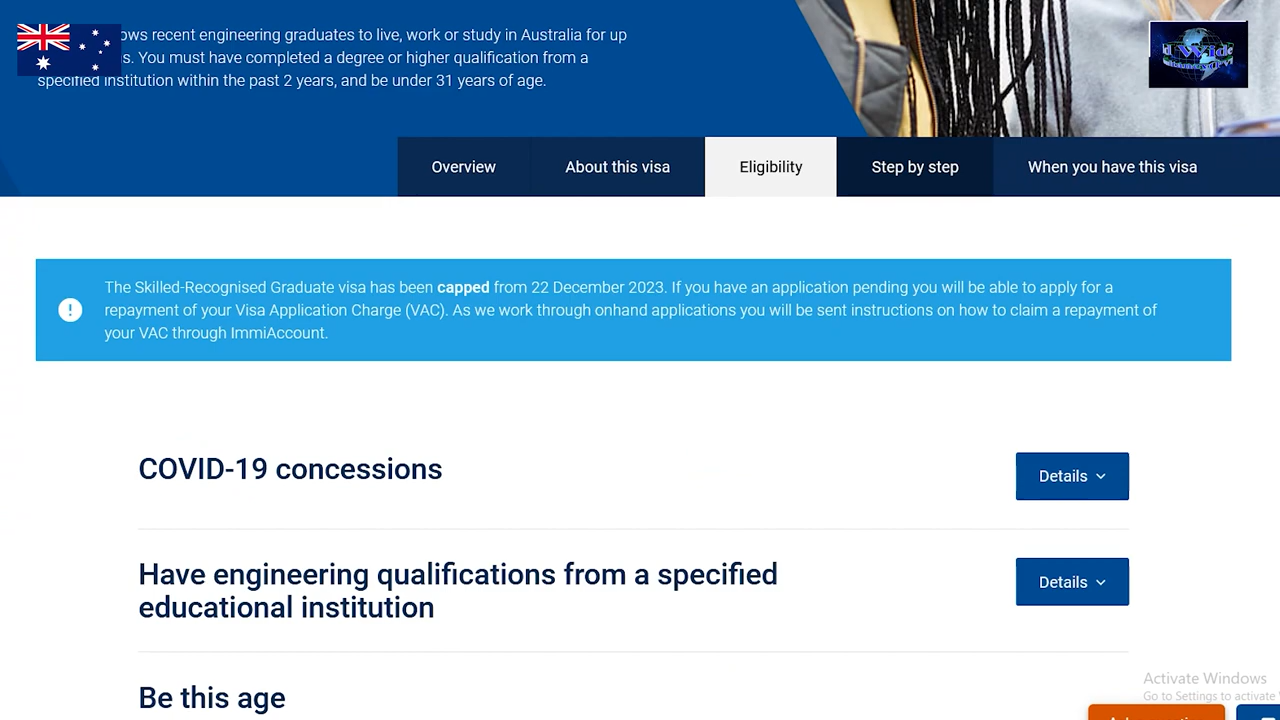 ows recent engineering graduates to live, work or study in Australia for up
s. You must have completed a degree or higher qualification from a
specified institution within the past 2 years, and be under 31 years of age.
Overview
About this visa
Eligibility
Step by step
When you have this visa
The Skilled-Recognised Graduate visa has been capped from 22 December 2023. If you have an application pending you will be able to apply for a
repayment of your Visa Application Charge (VAC). As we work through onhand applications you will be sent instructions on how to claim a repayment of
your VAC through ImmiAccount.
COVID-19 concessions
Details
Have engineering qualifications from a specified
educational institution
Details
Be this age
Activate Windows
Go to Settings to activate